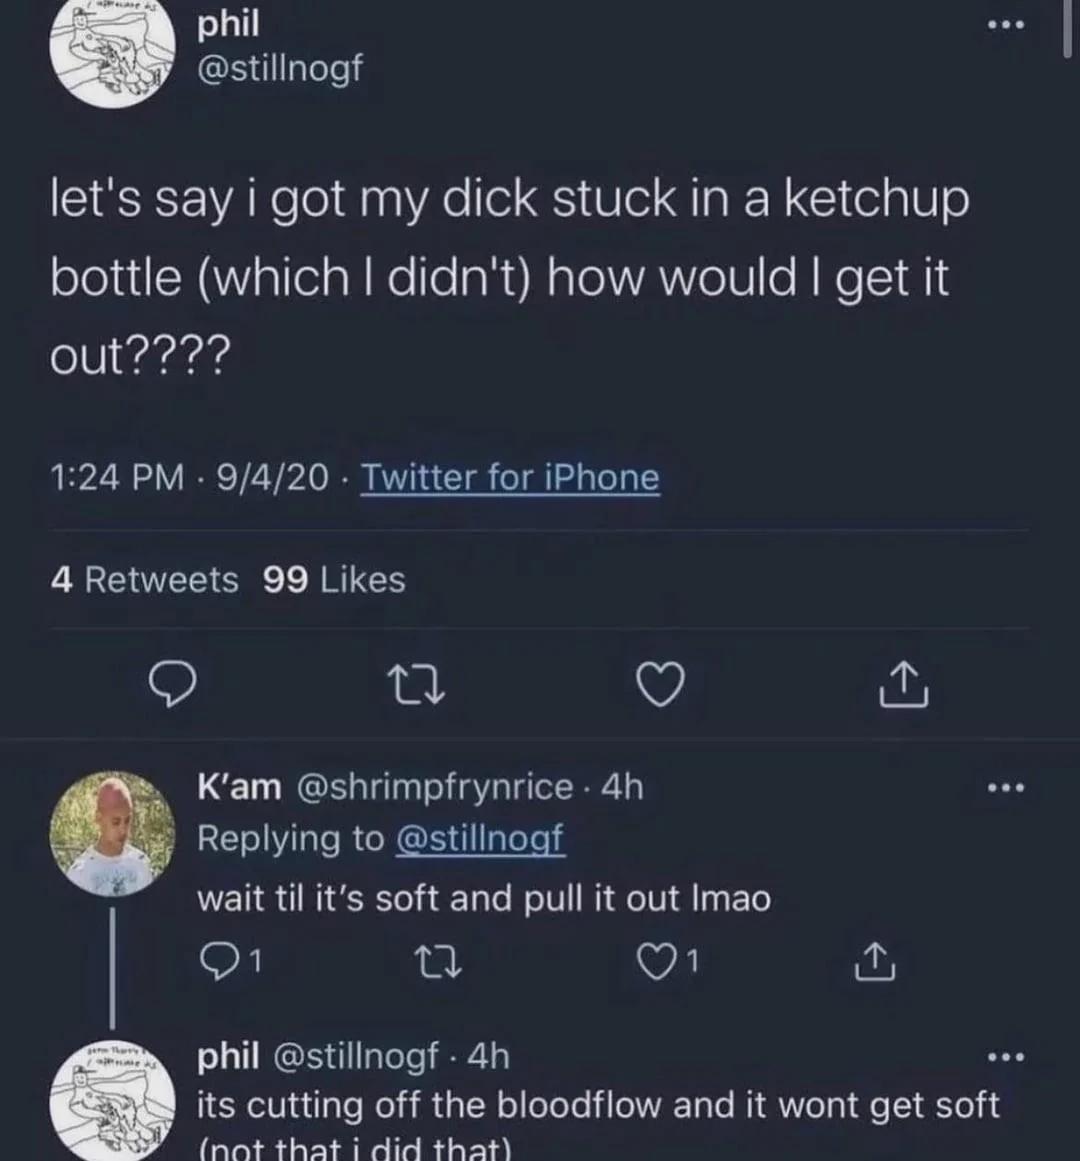 phil
@stillnogf
let's say i got my dick stuck in a ketchup
bottle (which I didn't) how would I get it
out????
1:24 PM · 9/4/20 · Twitter for iPhone
4 Retweets 99 Likes
K'am @shrimpfrynrice · 4h
Replying to @stillnogf
wait til it's soft and pull it out lmao
1 1
phil @stillnogf · 4h
its cutting off the bloodflow and it wont get soft
(not that i did that)